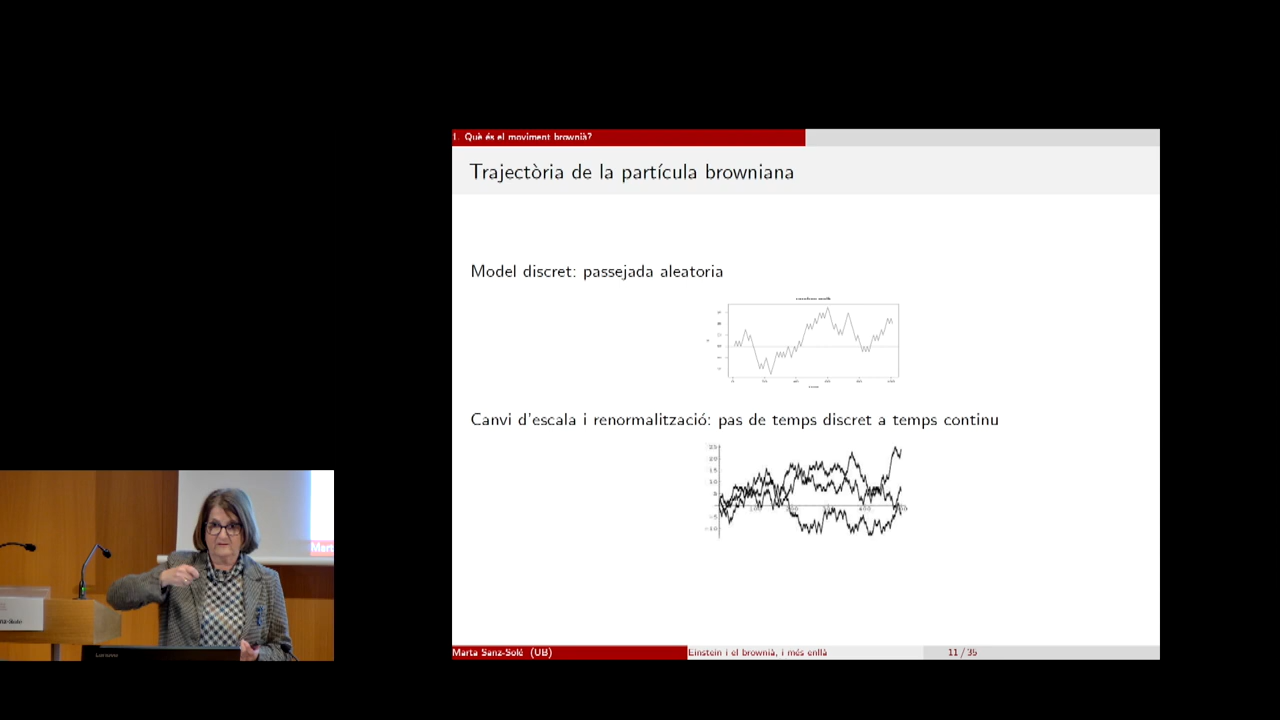 1. Què és el moviment brownià?
Trajectòria de la partícula browniana
Model discret: passejada aleatoria
Canvi d'escala i renormalització: pas de temps discret a temps continu
Marta Sanz-Solé (UB)
Einstein i el brownià, i més enllà
11 / 35